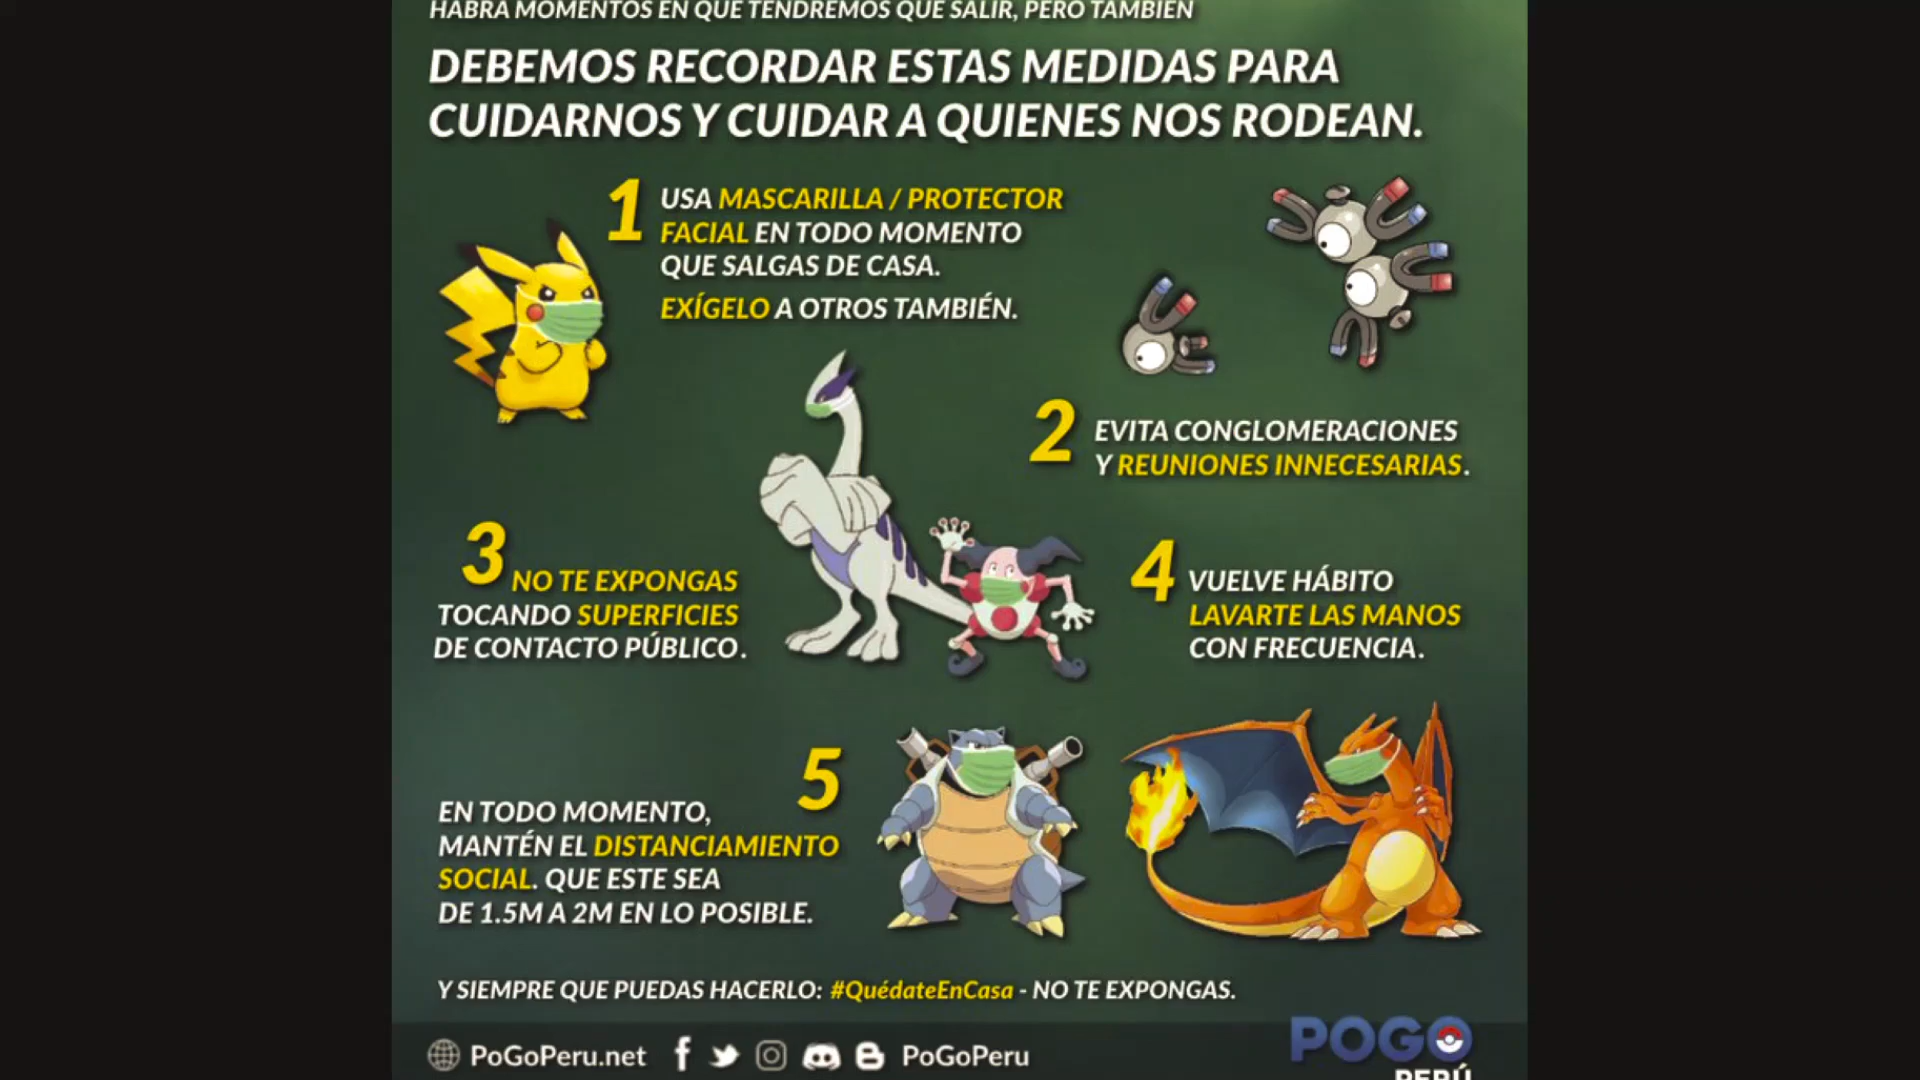 HABRÁ MOMENTOS EN QUE TENDREMOS QUE SALIR, PERO TAMBIÉN
DEBEMOS RECORDAR ESTAS MEDIDAS PARA
CUIDARNOS Y CUIDAR A QUIENES NOS RODEAN.
1
USA MASCARILLA / PROTECTOR
FACIAL EN TODO MOMENTO
QUE SALGAS DE CASA.
EXÍGELO A OTROS TAMBIÉN.
2
EVITA CONGLOMERACIONES
Y REUNIONES INNECESARIAS.
3
NO TE EXPONGAS
TOCANDO SUPERFICIES
DE CONTACTO PÚBLICO.
4
VUELVE HÁBITO
LAVARTE LAS MANOS
CON FRECUENCIA.
5
EN TODO MOMENTO,
MANTÉN EL DISTANCIAMIENTO
SOCIAL. QUE ESTE SEA
DE 1.5M A 2M EN LO POSIBLE.
Y SIEMPRE QUE PUEDAS HACERLO: #QuédateEnCasa - NO TE EXPONGAS.
PoGoPeru.net
PoGoPeru
POGO
PERÚ